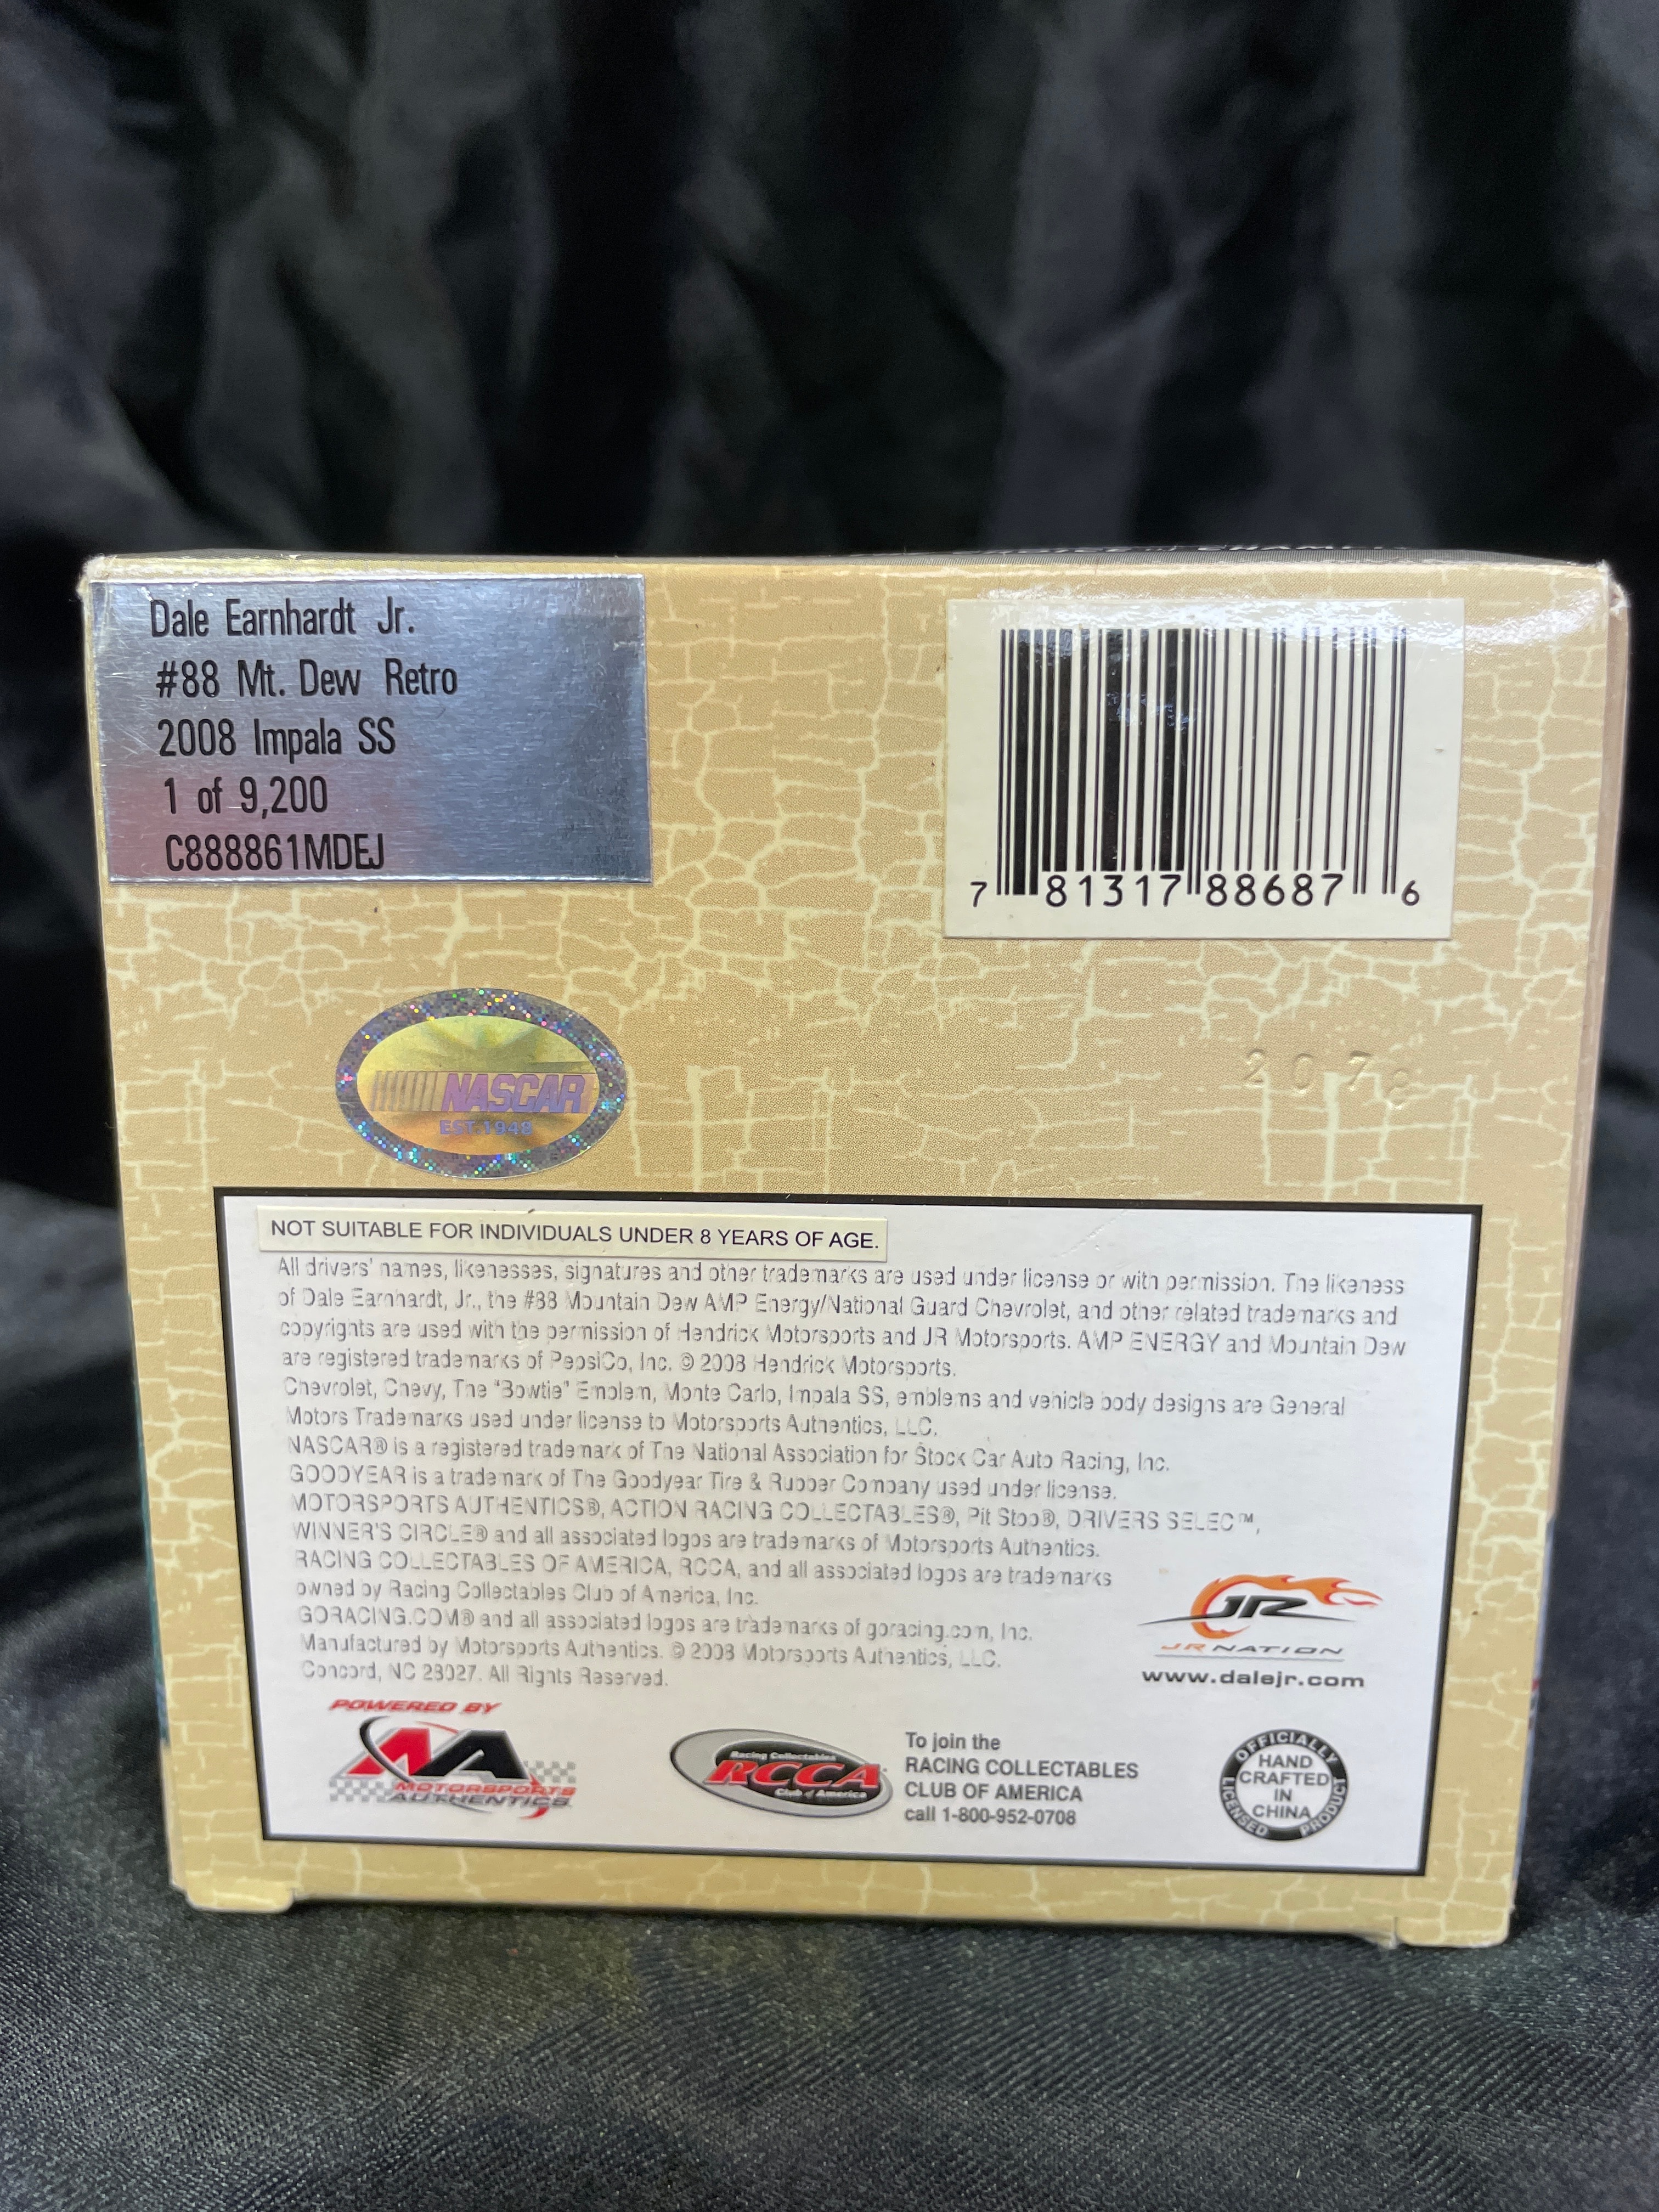 Dale Earnhardt Jr.
#88 Mt. Dew Retro
2008 Impala SS
1 of 9,200
C888861MDEJ
7 81317 88687 6
NASCAR
EST.1948
207
NOT SUITABLE FOR INDIVIDUALS UNDER 8 YEARS OF AGE.
All drivers' names, likenesses, signatures and other trademarks are used under license or with permission. The likeness
of Dale Earnhardt, Jr., the #88 Mountain Dew AMP Energy/National Guard Chevrolet, and other related trademarks and
copyrights are used with the permission of Hendrick Motorsports and JR Motorsports. AMP ENERGY and Mountain Dew
are registered trademarks of PepsiCo, Inc. © 2008 Hendrick Motorsports.
Chevrolet, Chevy, The "Bowtie" Emblem, Monte Carlo, Impala SS, emblems and vehicle body designs are General
Motors Trademarks used under license to Motorsports Authentics, LLC.
NASCAR® is a registered trademark of The National Association for Stock Car Auto Racing, Inc.
GOODYEAR is a trademark of The Goodyear Tire & Rubber Company used under license.
MOTORSPORTS AUTHENTICS®, ACTION RACING COLLECTABLES®, Pit Stop®, DRIVERS SELEC™,
WINNER'S CIRCLE® and all associated logos are trademarks of Motorsports Authentics.
RACING COLLECTABLES OF AMERICA, RCCA, and all associated logos are trademarks
owned by Racing Collectables Club of America, Inc.
GORACING.COM® and all associated logos are trademarks of goracing.com, Inc.
Manufactured by Motorsports Authentics. © 2008 Motorsports Authentics, LLC.
Concord, NC 28027. All Rights Reserved.
JR
JR NATION
www.dalejr.com
POWERED BY
MA
MOTORSPORTS
AUTHENTICS
Racing Collectables
RCCA
Club of America
To join the
RACING COLLECTABLES
CLUB OF AMERICA
call 1-800-952-0708
OFFICIALLY LICENSED PRODUCT
HAND
CRAFTED
IN
CHINA